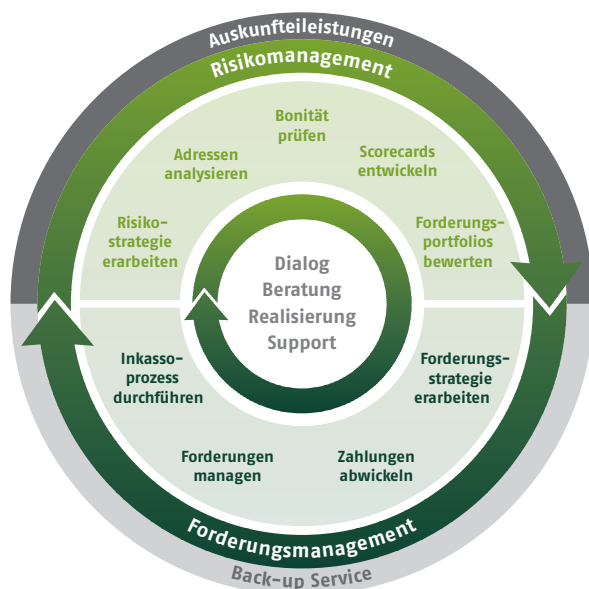 Auskunfteileistungen
Risikomanagement
Bonität
prüfen
Adressen
analysieren
Scorecards
entwickeln
Risiko-
strategie
erarbeiten
Forderungs-
portfolios
bewerten
Dialog
Beratung
Realisierung
Support
Inkasso-
prozess
durchführen
Forderungs-
strategie
erarbeiten
Forderungen
managen
Zahlungen
abwickeln
Forderungsmanagement
Back-up Service